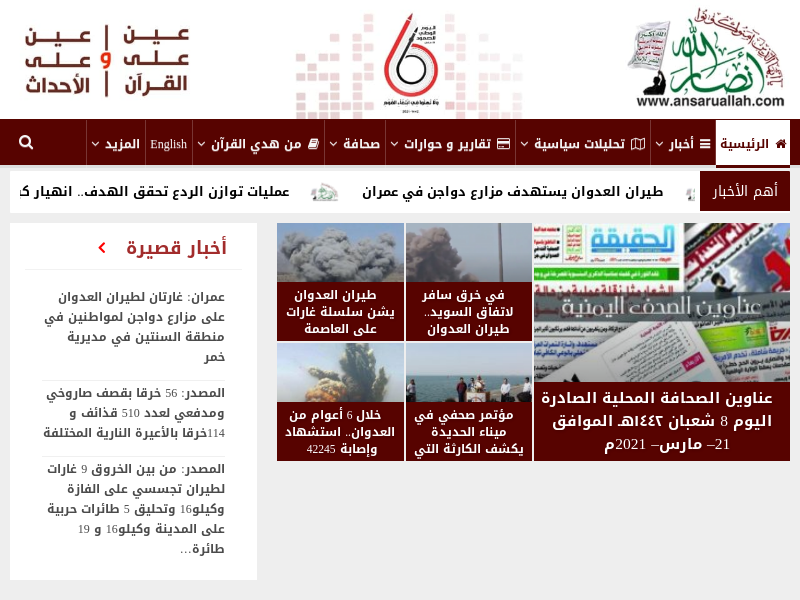 عين على القرآن
و
عين على الأحداث
اليوم الوطني للصمود
6
ولا تهنوا في ابتغاء القوم
أنصار الله
www.ansaruallah.com
الرئيسية
أخبار
تحليلات سياسية
تقارير و حوارات
صحافة
من هدي القرآن
English
المزيد
أهم الأخبار
طيران العدوان يستهدف مزارع دواجن في عمران
عمليات توازن الردع تحقق الهدف.. انهيار
الحقيقة
عناوين الصحف اليمنية
عناوين الصحافة المحلية الصادرة
اليوم 8 شعبان ١٤٤٢هـ الموافق
21– مارس– 2021م
في خرق سافر
لاتفاق السويد..
طيران العدوان
طيران العدوان
يشن سلسلة غارات
على العاصمة
مؤتمر صحفي في
ميناء الحديدة
يكشف الكارثة التي
خلال 6 أعوام من
العدوان.. استشهاد
وإصابة 42245
أخبار قصيرة
عمران: غارتان لطيران العدوان
على مزارع دواجن لمواطنين في
منطقة السنتين في مديرية
خمر
المصدر: 56 خرقا بقصف صاروخي
ومدفعي لعدد 510 قذائف و
114خرقا بالأعيرة النارية المختلفة
المصدر: من بين الخروق 9 غارات
لطيران تجسسي على الفازة
وكيلو16 وتحليق 5 طائرات حربية
على المدينة وكيلو16 و 19
طائرة…